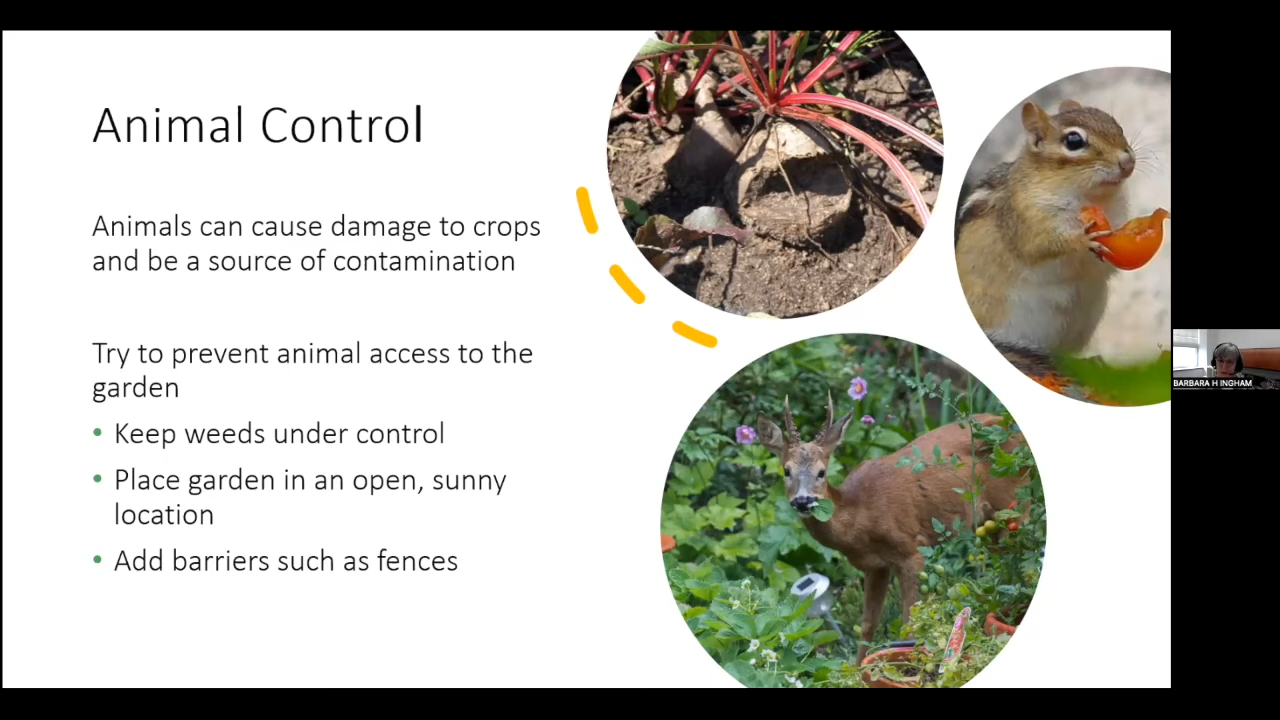 Animal Control
Animals can cause damage to crops
and be a source of contamination
Try to prevent animal access to the
garden
• Keep weeds under control
• Place garden in an open, sunny
location
• Add barriers such as fences
BARBARA H INGHAM